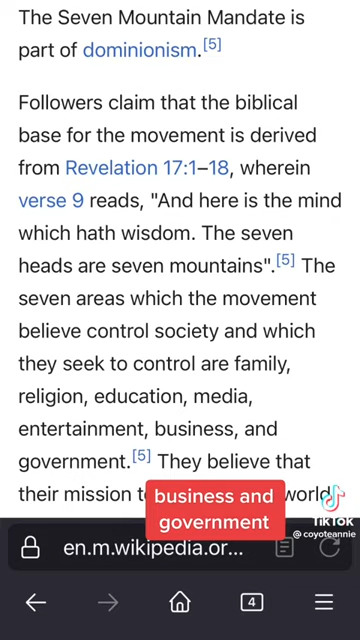 The Seven Mountain Mandate is
part of dominionism.[5]
Followers claim that the biblical
base for the movement is derived
from Revelation 17:1–18, wherein
verse 9 reads, "And here is the mind
which hath wisdom. The seven
heads are seven mountains".[5] The
seven areas which the movement
believe control society and which
they seek to control are family,
religion, education, media,
entertainment, business, and
government.[5] They believe that
their mission world
business and
government
TikTok
@ coyoteannie
en.m.wikipedia.or...
4